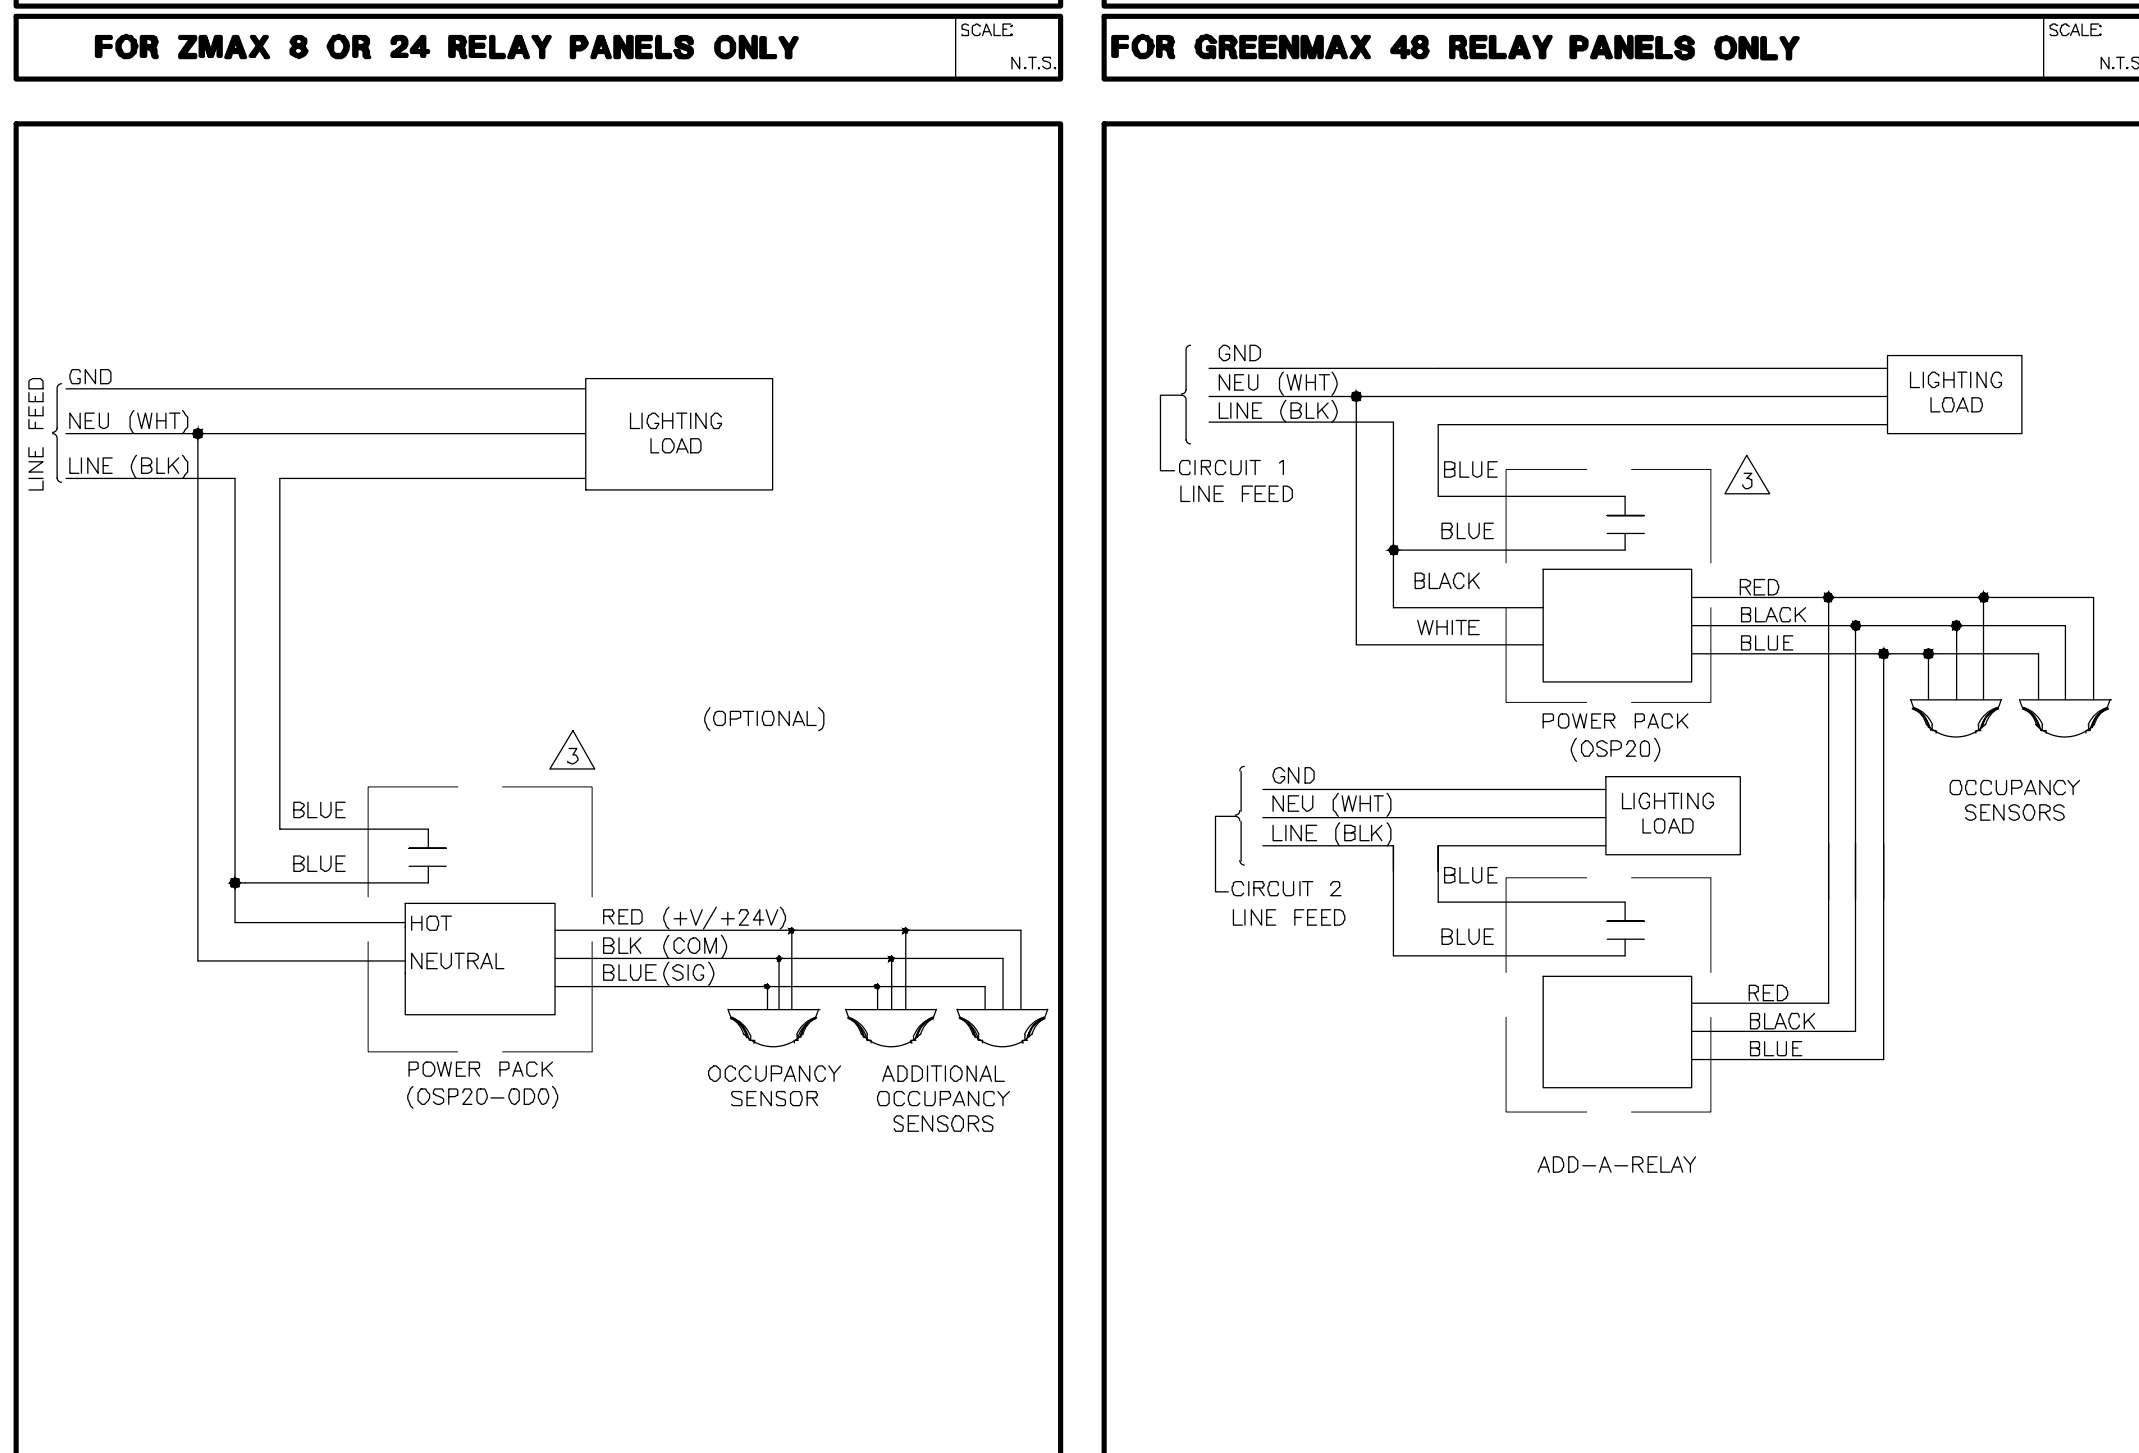 FOR ZMAX 8 OR 24 RELAY PANELS ONLY
SCALE:
N.T.S.
FOR GREENMAX 48 RELAY PANELS ONLY
SCALE:
N.T.S
LINE FEED
GND
NEU (WHT)
LINE (BLK)
LIGHTING
LOAD
(OPTIONAL)
3
BLUE
BLUE
HOT
NEUTRAL
RED (+V/+24V)
BLK (COM)
BLUE (SIG)
POWER PACK
(OSP20-0D0)
OCCUPANCY
SENSOR
ADDITIONAL
OCCUPANCY
SENSORS
GND
NEU (WHT)
LINE (BLK)
CIRCUIT 1
LINE FEED
LIGHTING
LOAD
3
BLUE
BLUE
BLACK
WHITE
RED
BLACK
BLUE
POWER PACK
(OSP20)
OCCUPANCY
SENSORS
GND
NEU (WHT)
LINE (BLK)
CIRCUIT 2
LINE FEED
LIGHTING
LOAD
BLUE
BLUE
RED
BLACK
BLUE
ADD-A-RELAY